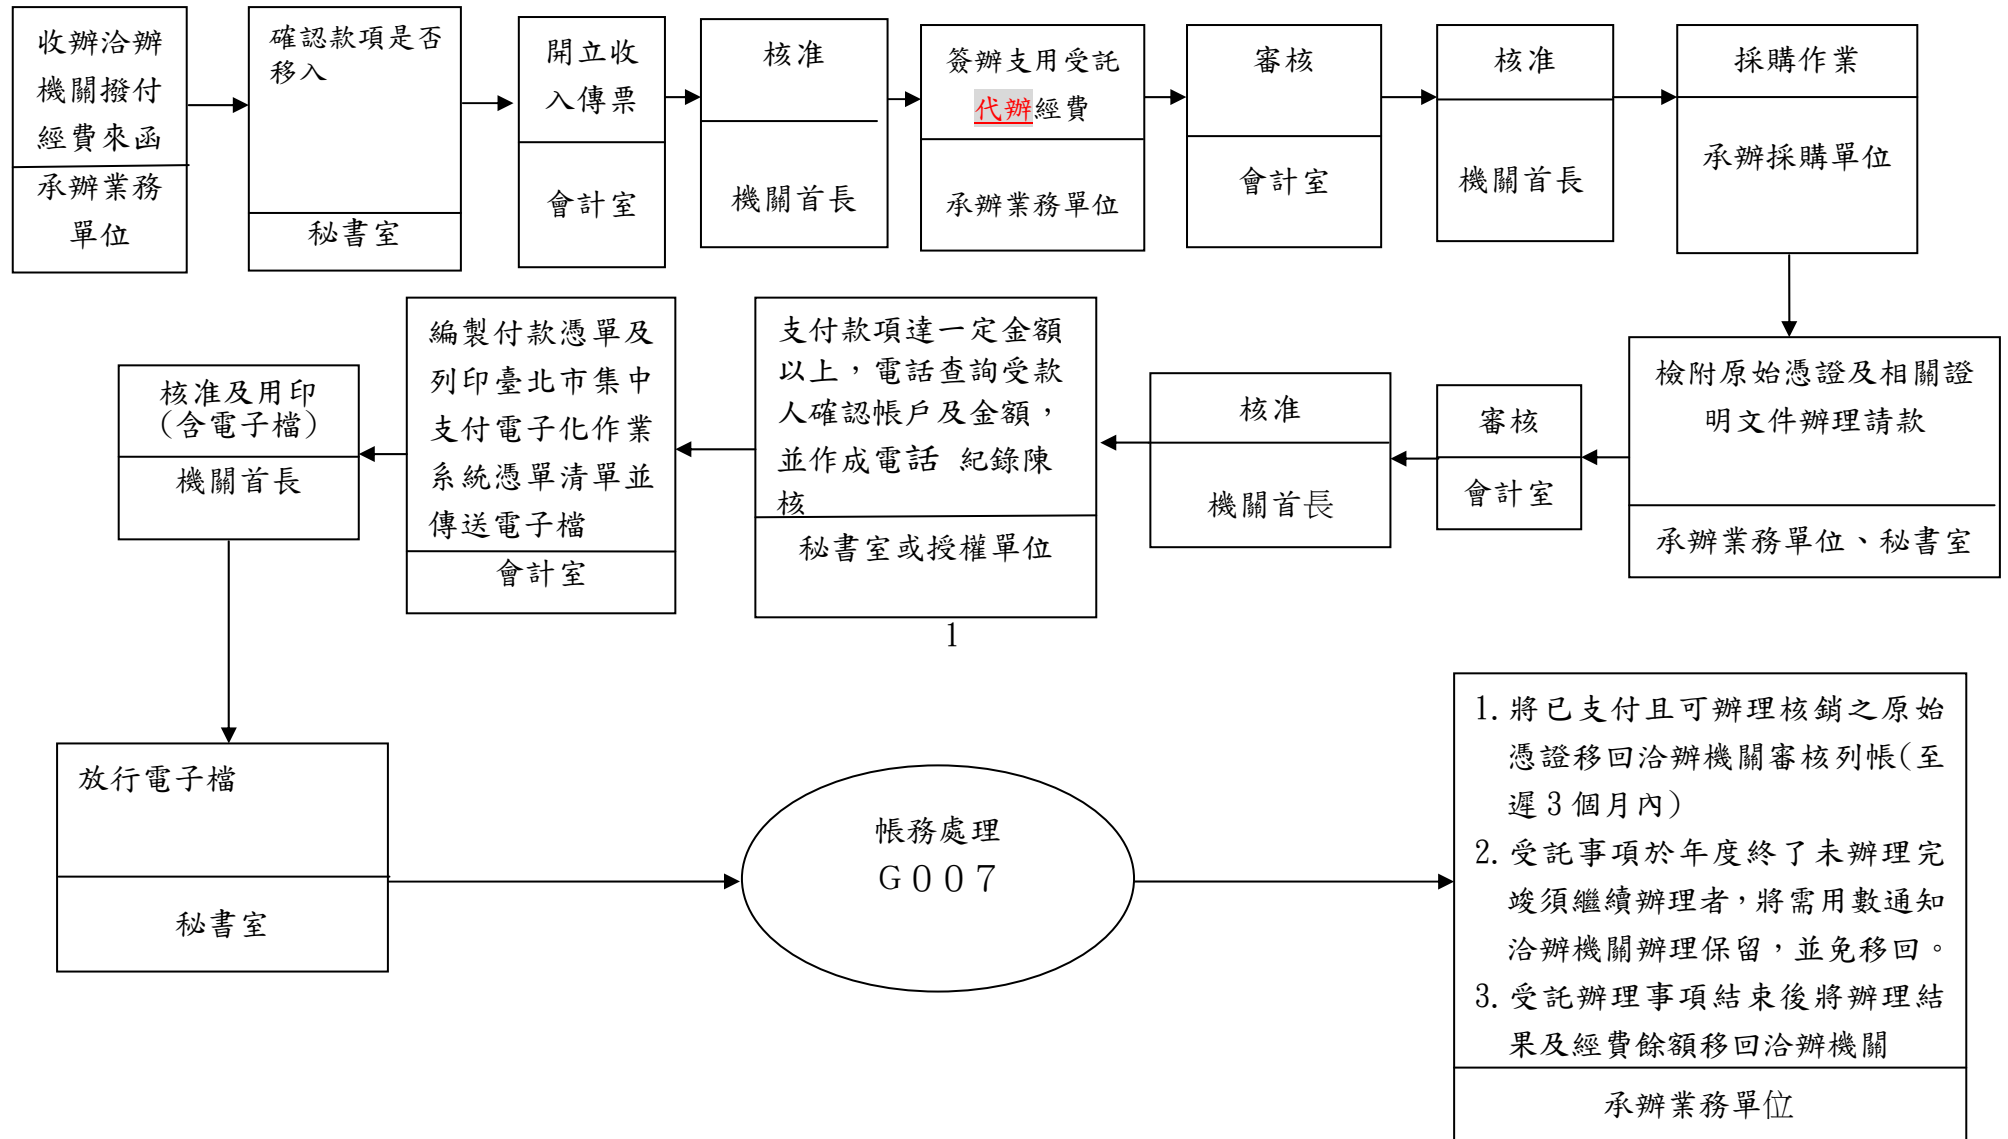 收辦洽辦
機關撥付
經費來函
承辦業務
單位
確認款項是否
移入
秘書室
開立收
入傳票
會計室
核准
機關首長
簽辦支用受託
代辦經費
承辦業務單位
審核
會計室
核准
機關首長
採購作業
承辦採購單位
檢附原始憑證及相關證
明文件辦理請款
承辦業務單位、秘書室
審核
會計室
核准
機關首長
支付款項達一定金額
以上，電話查詢受款
人確認帳戶及金額，
並作成電話 紀錄陳
核
秘書室或授權單位
編製付款憑單及
列印臺北市集中
支付電子化作業
系統憑單清單並
傳送電子檔
會計室
核准及用印
(含電子檔)
機關首長
1
放行電子檔
秘書室
帳務處理
Ｇ００７
1. 將已支付且可辦理核銷之原始
憑證移回洽辦機關審核列帳(至
遲 3 個月內)
2. 受託事項於年度終了未辦理完
竣須繼續辦理者，將需用數通知
洽辦機關辦理保留，並免移回。
3. 受託辦理事項結束後將辦理結
果及經費餘額移回洽辦機關
承辦業務單位